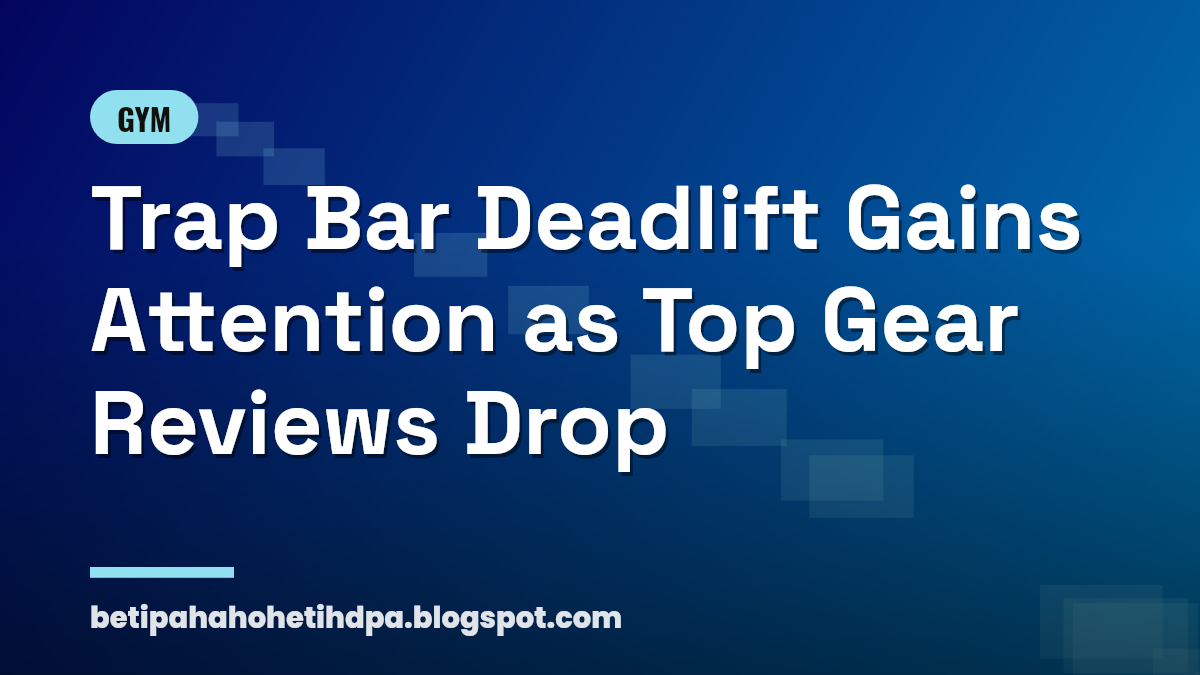 GYM
Trap Bar Deadlift Gains
Attention as Top Gear
Reviews Drop
betipahahohetihdpa.blogspot.com